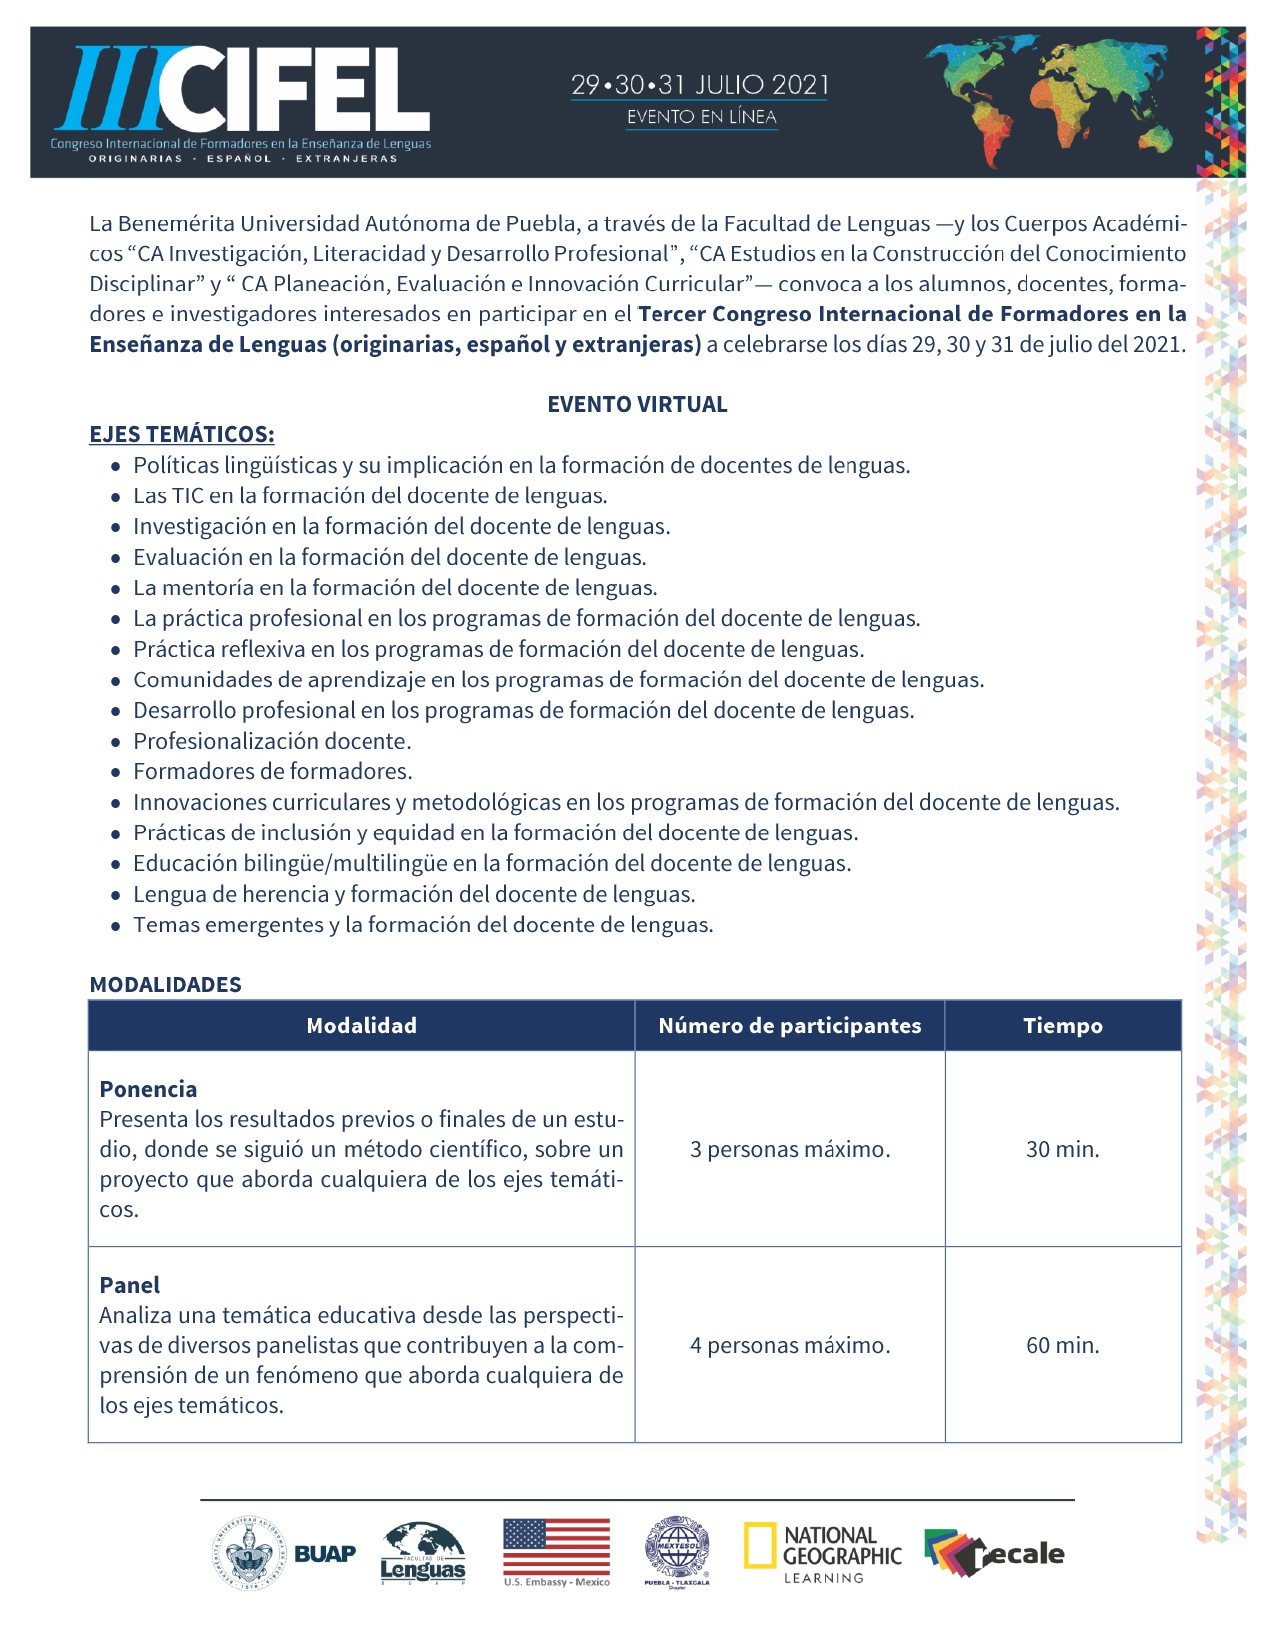 IIICIFEL
Congreso Internacional de Formadores en la Enseñanza de Lenguas
ORIGINARIAS · ESPAÑOL · EXTRANJERAS
29•30•31 JULIO 2021
EVENTO EN LÍNEA
La Benemérita Universidad Autónoma de Puebla, a través de la Facultad de Lenguas —y los Cuerpos Académi-
cos “CA Investigación, Literacidad y Desarrollo Profesional”, “CA Estudios en la Construcción del Conocimiento
Disciplinar” y “ CA Planeación, Evaluación e Innovación Curricular”— convoca a los alumnos, docentes, forma-
dores e investigadores interesados en participar en el Tercer Congreso Internacional de Formadores en la
Enseñanza de Lenguas (originarias, español y extranjeras) a celebrarse los días 29, 30 y 31 de julio del 2021.
EVENTO VIRTUAL
EJES TEMÁTICOS:
• Políticas lingüísticas y su implicación en la formación de docentes de lenguas.
• Las TIC en la formación del docente de lenguas.
• Investigación en la formación del docente de lenguas.
• Evaluación en la formación del docente de lenguas.
• La mentoría en la formación del docente de lenguas.
• La práctica profesional en los programas de formación del docente de lenguas.
• Práctica reflexiva en los programas de formación del docente de lenguas.
• Comunidades de aprendizaje en los programas de formación del docente de lenguas.
• Desarrollo profesional en los programas de formación del docente de lenguas.
• Profesionalización docente.
• Formadores de formadores.
• Innovaciones curriculares y metodológicas en los programas de formación del docente de lenguas.
• Prácticas de inclusión y equidad en la formación del docente de lenguas.
• Educación bilingüe/multilingüe en la formación del docente de lenguas.
• Lengua de herencia y formación del docente de lenguas.
• Temas emergentes y la formación del docente de lenguas.
MODALIDADES
Modalidad Número de participantes Tiempo
Ponencia
Presenta los resultados previos o finales de un estu-
dio, donde se siguió un método científico, sobre un
proyecto que aborda cualquiera de los ejes temáti-
cos.
3 personas máximo.
30 min.
Panel
Analiza una temática educativa desde las perspecti-
vas de diversos panelistas que contribuyen a la com-
prensión de un fenómeno que aborda cualquiera de
los ejes temáticos.
4 personas máximo.
60 min.
BUAP
FACULTAD DE
Lenguas
BUAP
U.S. Embassy - Mexico
MEXTESOL
PUEBLA - TLAXCALA
Chapter
NATIONAL
GEOGRAPHIC
LEARNING
recale